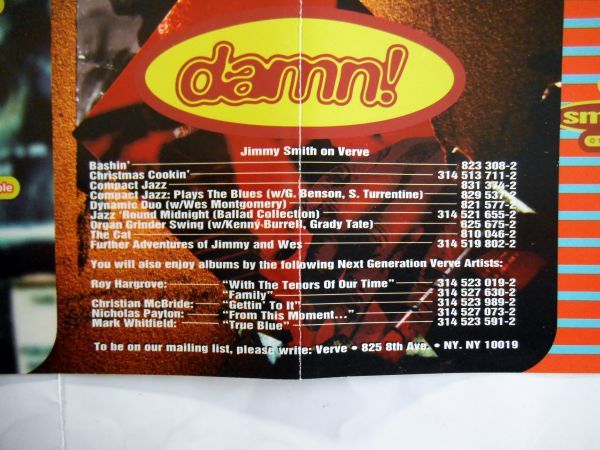 damn!
Jimmy Smith on Verve
Bashin' 823 308-2
Christmas Cookin' 314 513 711-2
Compact Jazz 831 374-2
Compact Jazz: Plays The Blues (w/G. Benson, S. Turrentine) 829 537-2
Dynamic Duo (w/Wes Montgomery) 821 577-2
Jazz 'Round Midnight (Ballad Collection) 314 521 655-2
Organ Grinder Swing (w/Kenny Burrell, Grady Tate) 825 675-2
The Cat 810 046-2
Further Adventures of Jimmy and Wes 314 519 802-2
You will also enjoy albums by the following Next Generation Verve Artists:
Roy Hargrove: "With The Tenors Of Our Time" 314 523 019-2
"Family" 314 527 630-2
Christian McBride: "Gettin' To It" 314 523 989-2
Nicholas Payton: "From This Moment..." 314 527 073-2
Mark Whitfield: "True Blue" 314 523 591-2
To be on our mailing list, please write: Verve • 825 8th Ave. • NY. NY 10019